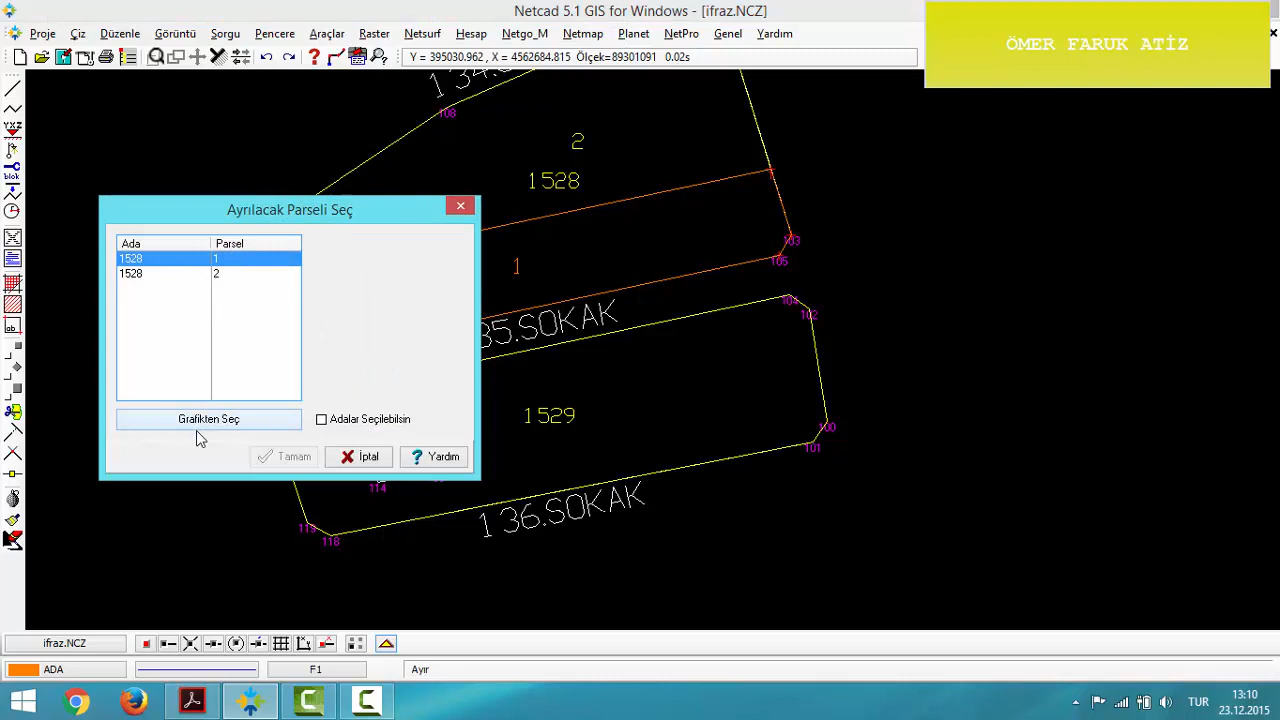 Netcad 5.1 GIS for Windows - [ifraz.NCZ]
Proje Çiz Düzenle Görüntü Sorgu Pencere Araçlar Raster Netsurf Hesap Netgo_M Netmap Planet NetPro Genel Yardım
ÖMER FARUK ATİZ
Y = 395030.962 , X = 4562684.815 Ölçek=89301091 0.02s
108
2
1528
Ayrılacak Parseli Seç
Ada Parsel
1528 1
1528 2
Grafikten Seç
Adalar Seçilebilsin
Tamam
İptal
Yardım
1
103
105
35.SOKAK
104
102
1529
100
101
114
136.SOKAK
118
YXZ
blok
ab
ifraz.NCZ
ADA
F1
Ayır
TUR
13:10
23.12.2015